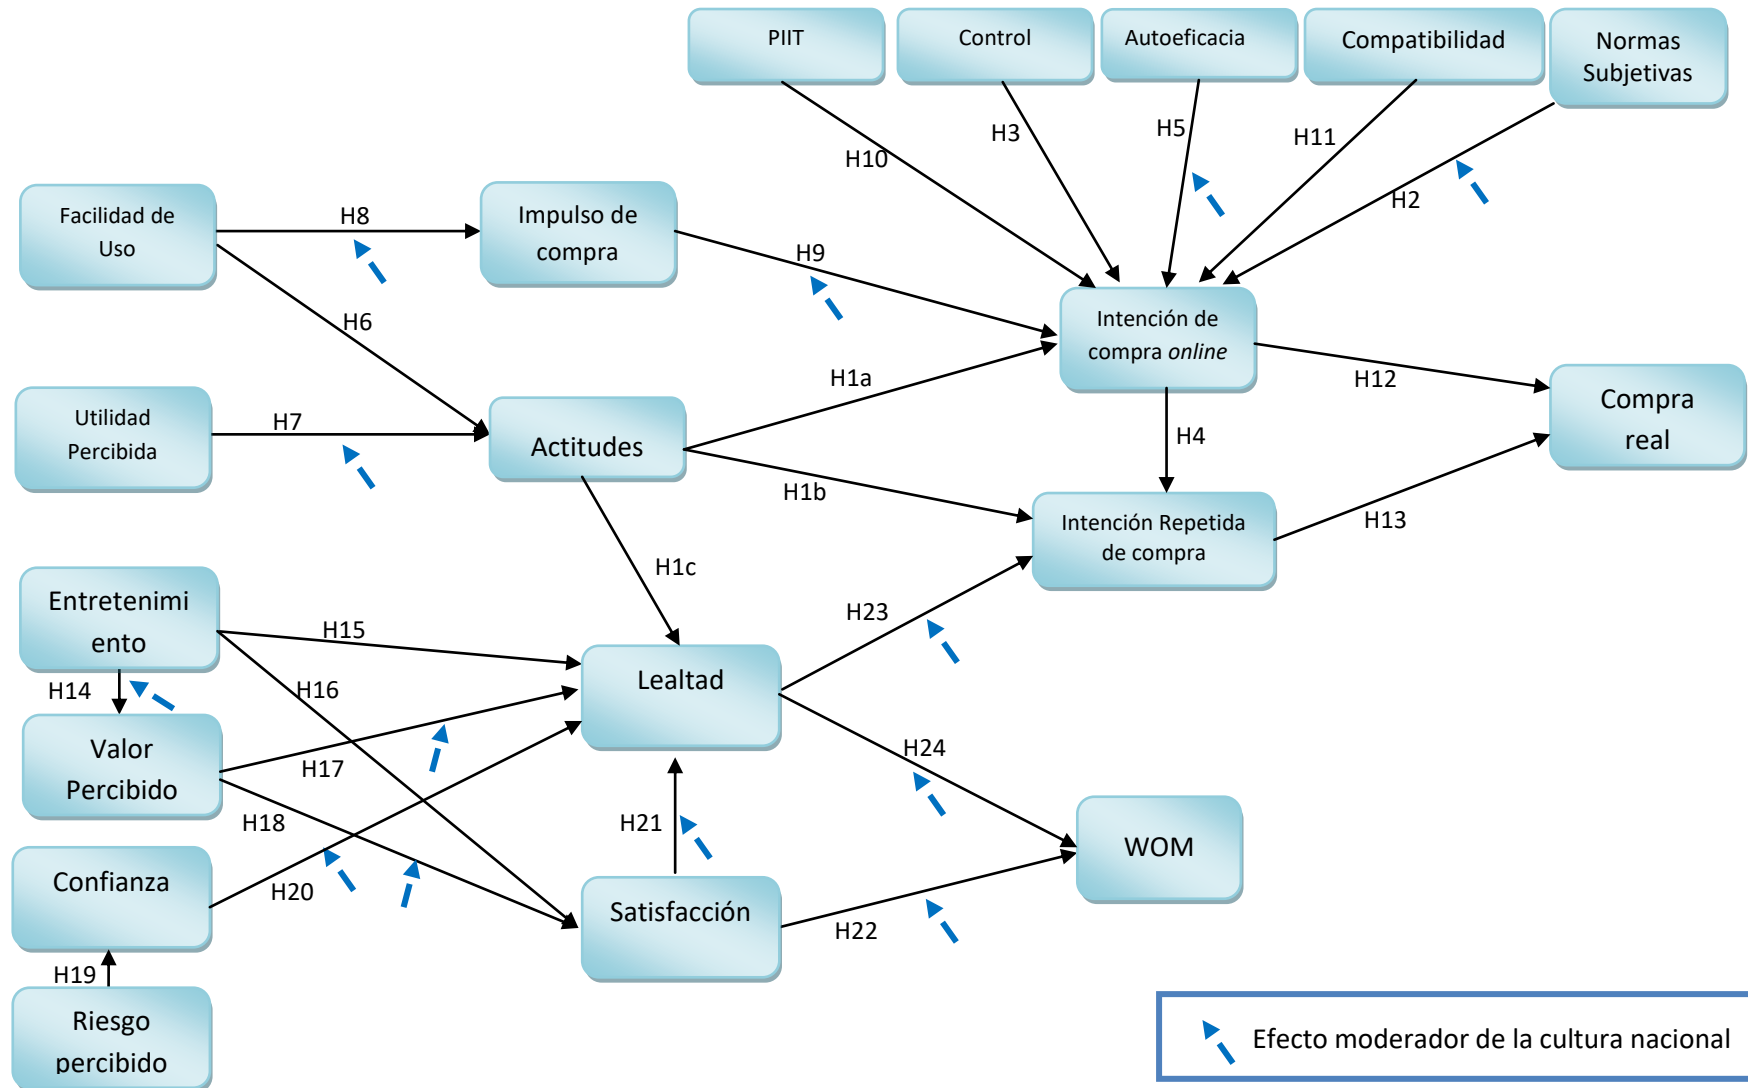 PIIT
Control
Autoeficacia
Compatibilidad
Normas
Subjetivas
H10
H3
H5
H11
H2
Facilidad de
Uso
H8
Impulso de
compra
H9
H6
Intención de
compra online
H12
Compra
real
Utilidad
Percibida
H7
Actitudes
H1a
H4
H1b
Intención Repetida
de compra
H13
H1c
Entretenimi
ento
H15
H23
H14
H16
Lealtad
Valor
Percibido
H17
H24
H18
H21
WOM
Confianza
H20
Satisfacción
H22
H19
Riesgo
percibido
Efecto moderador de la cultura nacional